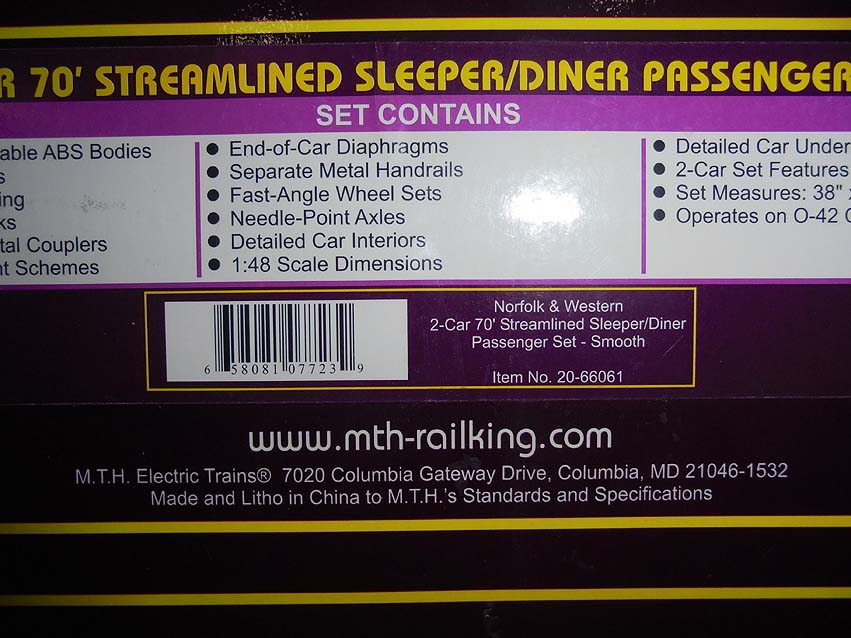 R 70' STREAMLINED SLEEPER/DINER PASSENGER
SET CONTAINS
able ABS Bodies
s
ing
ks
tal Couplers
nt Schemes
• End-of-Car Diaphragms
• Separate Metal Handrails
• Fast-Angle Wheel Sets
• Needle-Point Axles
• Detailed Car Interiors
• 1:48 Scale Dimensions
• Detailed Car Under
• 2-Car Set Features
• Set Measures: 38"
• Operates on O-42
Norfolk & Western
2-Car 70' Streamlined Sleeper/Diner
Passenger Set - Smooth
Item No. 20-66061
6 58081 07723 9
www.mth-railking.com
M.T.H. Electric Trains® 7020 Columbia Gateway Drive, Columbia, MD 21046-1532
Made and Litho in China to M.T.H.'s Standards and Specifications